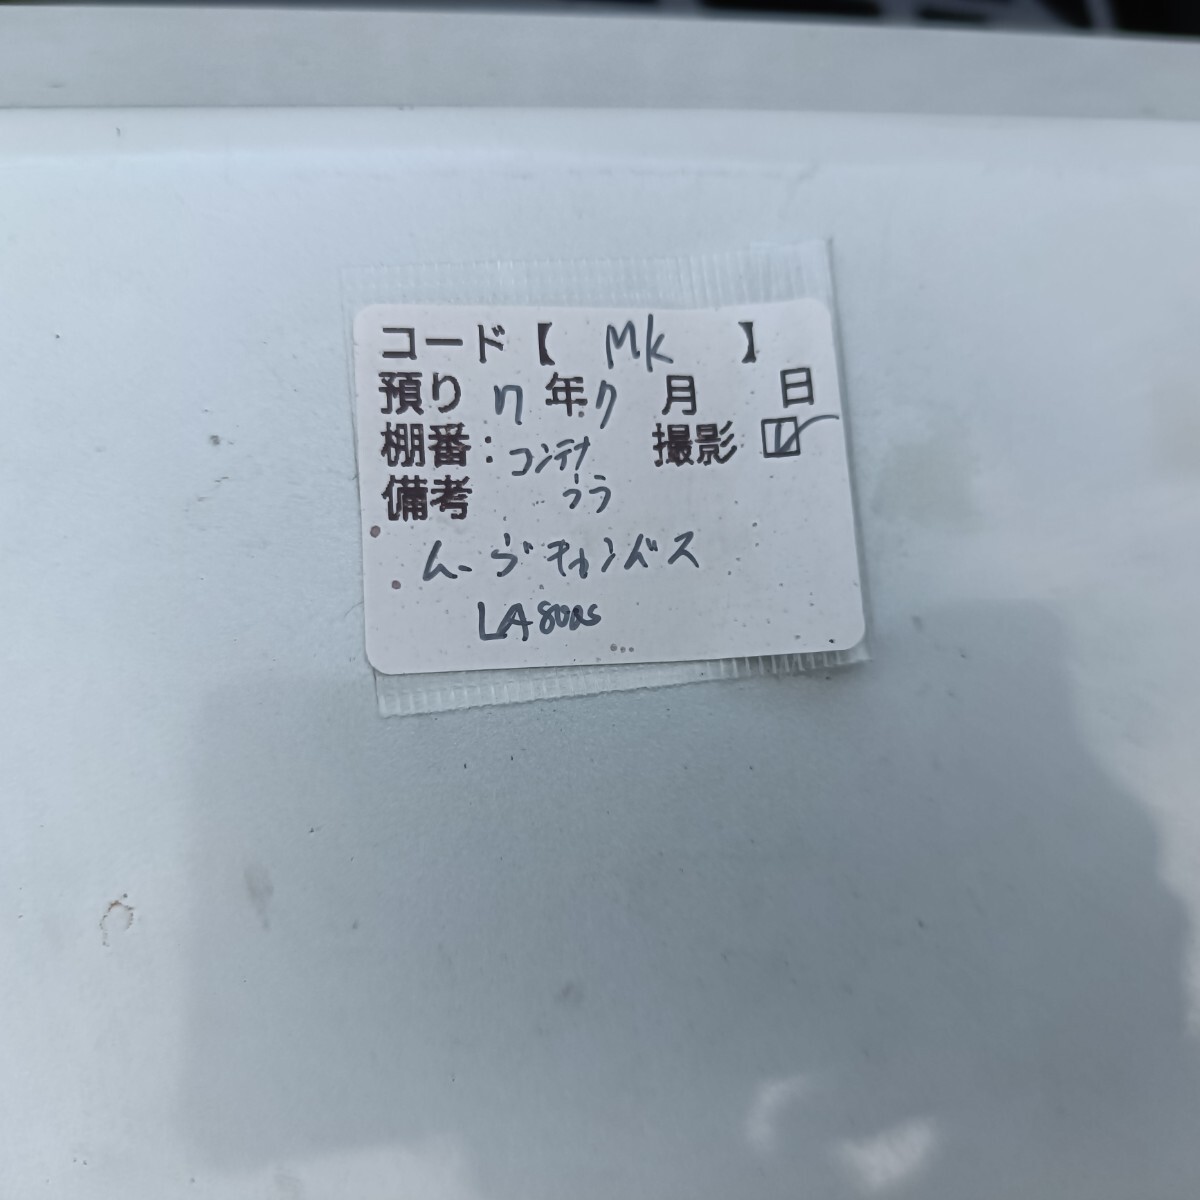 コード【 MK 】
預り 7 年 7 月 日
棚番：コンテナ 撮影 ☑
備考 ウラ
ムーヴキャンバス
LA800S